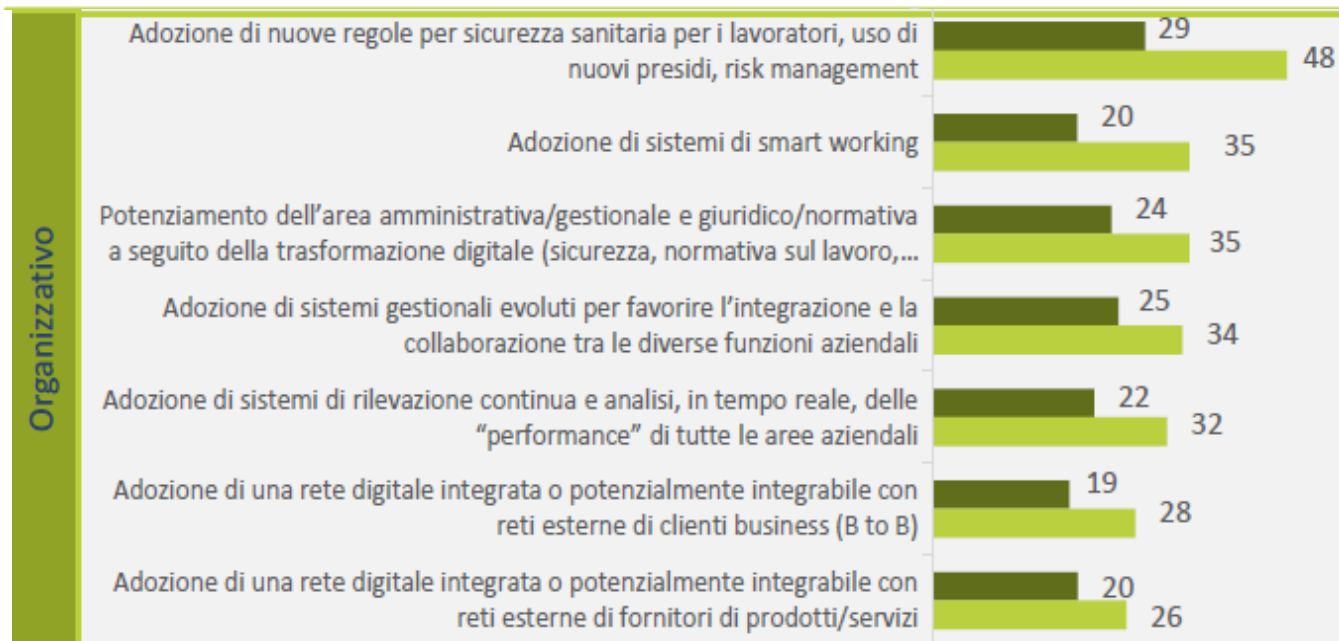 Organizzativo
Adozione di nuove regole per sicurezza sanitaria per i lavoratori, uso di
nuovi presidi, risk management
29
48
Adozione di sistemi di smart working
20
35
Potenziamento dell'area amministrativa/gestionale e giuridico/normativa
a seguito della trasformazione digitale (sicurezza, normativa sul lavoro,...
24
35
Adozione di sistemi gestionali evoluti per favorire l'integrazione e la
collaborazione tra le diverse funzioni aziendali
25
34
Adozione di sistemi di rilevazione continua e analisi, in tempo reale, delle
“performance” di tutte le aree aziendali
22
32
Adozione di una rete digitale integrata o potenzialmente integrabile con
reti esterne di clienti business (B to B)
19
28
Adozione di una rete digitale integrata o potenzialmente integrabile con
reti esterne di fornitori di prodotti/servizi
20
26